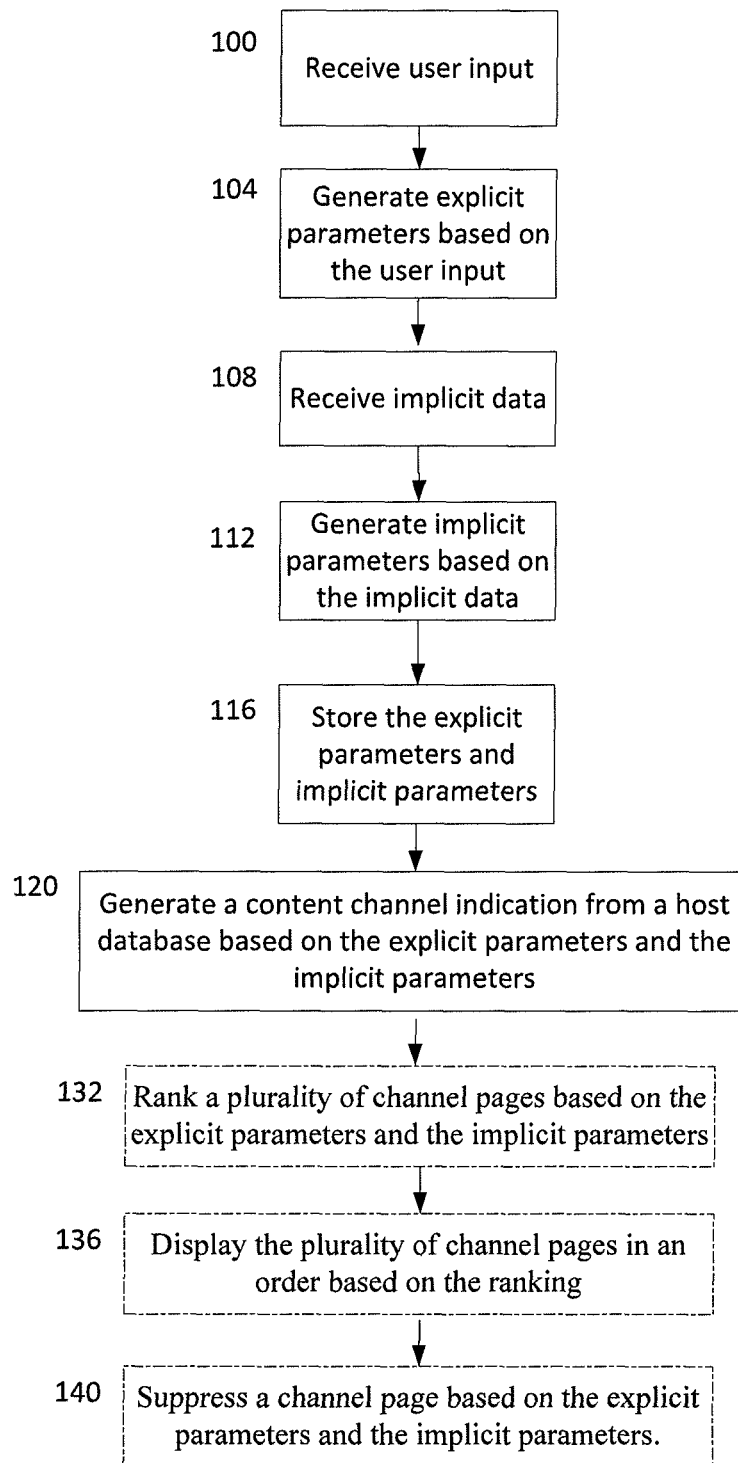 100
Receive user input
104
Generate explicit
parameters based on
the user input
108
Receive implicit data
112
Generate implicit
parameters based on
the implicit data
116
Store the explicit
parameters and
implicit parameters
120
Generate a content channel indication from a host
database based on the explicit parameters and the
implicit parameters
132
Rank a plurality of channel pages based on the
explicit parameters and the implicit parameters
136
Display the plurality of channel pages in an
order based on the ranking
140
Suppress a channel page based on the explicit
parameters and the implicit parameters.